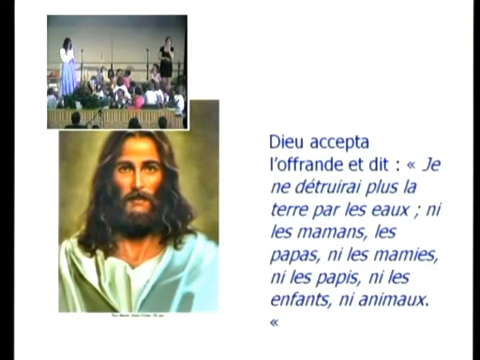 Dieu accepta
l'offrande et dit : « Je
ne détruirai plus la
terre par les eaux ; ni
les mamans, les
papas, ni les mamies,
ni les papis, ni les
enfants, ni animaux.
«